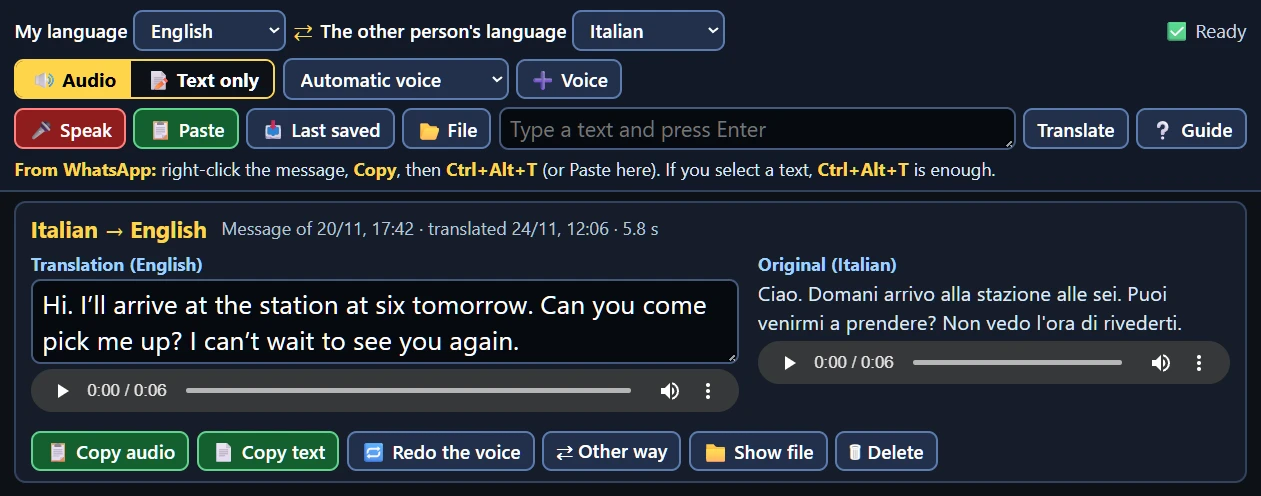 My language English ⇄ The other person's language Italian ✅ Ready
🔊 Audio 📝 Text only Automatic voice ➕ Voice
🎤 Speak 📋 Paste 📥 Last saved 📂 File Type a text and press Enter Translate ❔ Guide
From WhatsApp: right-click the message, Copy, then Ctrl+Alt+T (or Paste here). If you select a text, Ctrl+Alt+T is enough.
Italian → English Message of 20/11, 17:42 · translated 24/11, 12:06 · 5.8 s
Translation (English)
Hi. I’ll arrive at the station at six tomorrow. Can you come
pick me up? I can’t wait to see you again.
0:00 / 0:06
Original (Italian)
Ciao. Domani arrivo alla stazione alle sei. Puoi
venirmi a prendere? Non vedo l'ora di rivederti.
0:00 / 0:06
📋 Copy audio 📄 Copy text 🔁 Redo the voice ⇄ Other way 📁 Show file 🗑 Delete